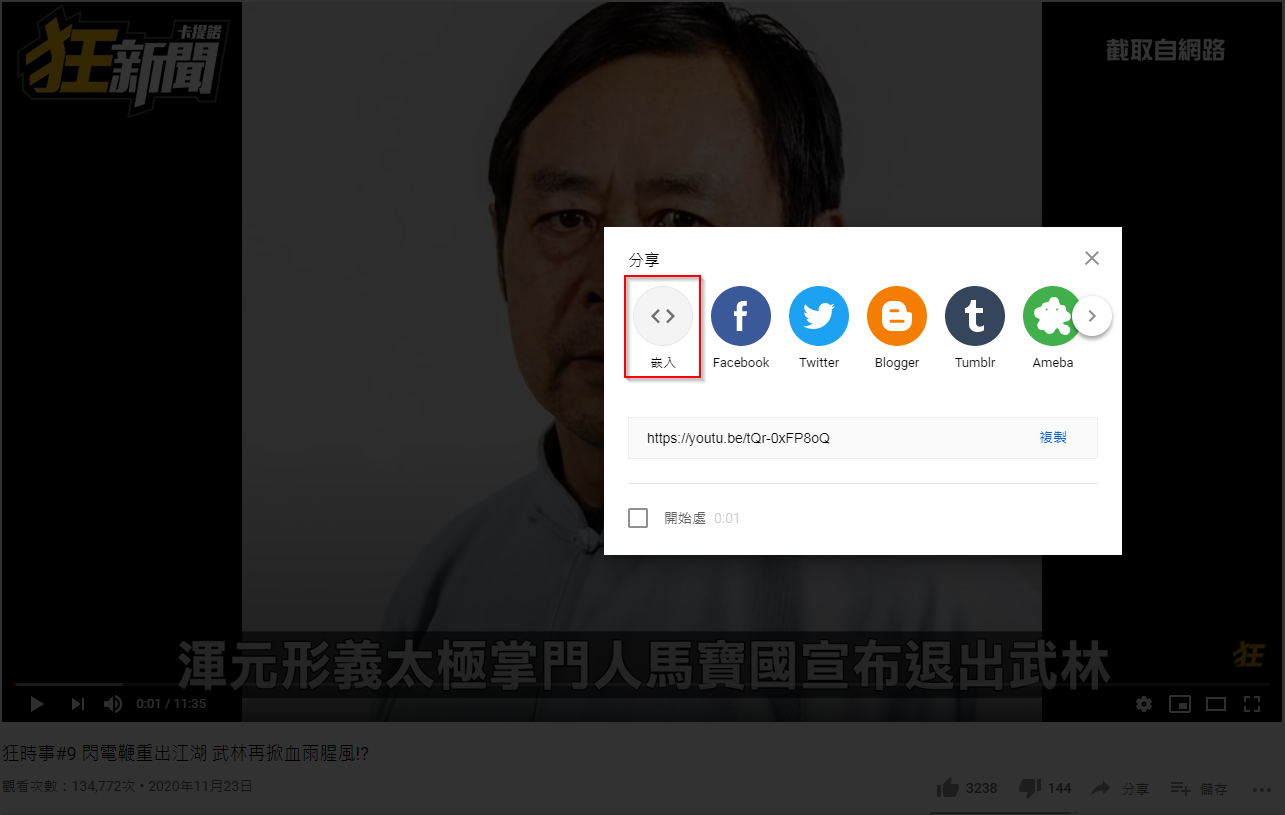 卡提諾
狂新聞
截取自網路
分享
嵌入
Facebook
Twitter
Blogger
Tumblr
Ameba
https://youtu.be/tQr-0xFP8oQ
複製
開始處 0:01
狂
渾元形義太極掌門人馬寶國宣布退出武林
0:01 / 11:35
狂時事#9 閃電鞭重出江湖 武林再掀血雨腥風!?
觀看次數：134,772次・2020年11月23日
3238
144
分享
儲存